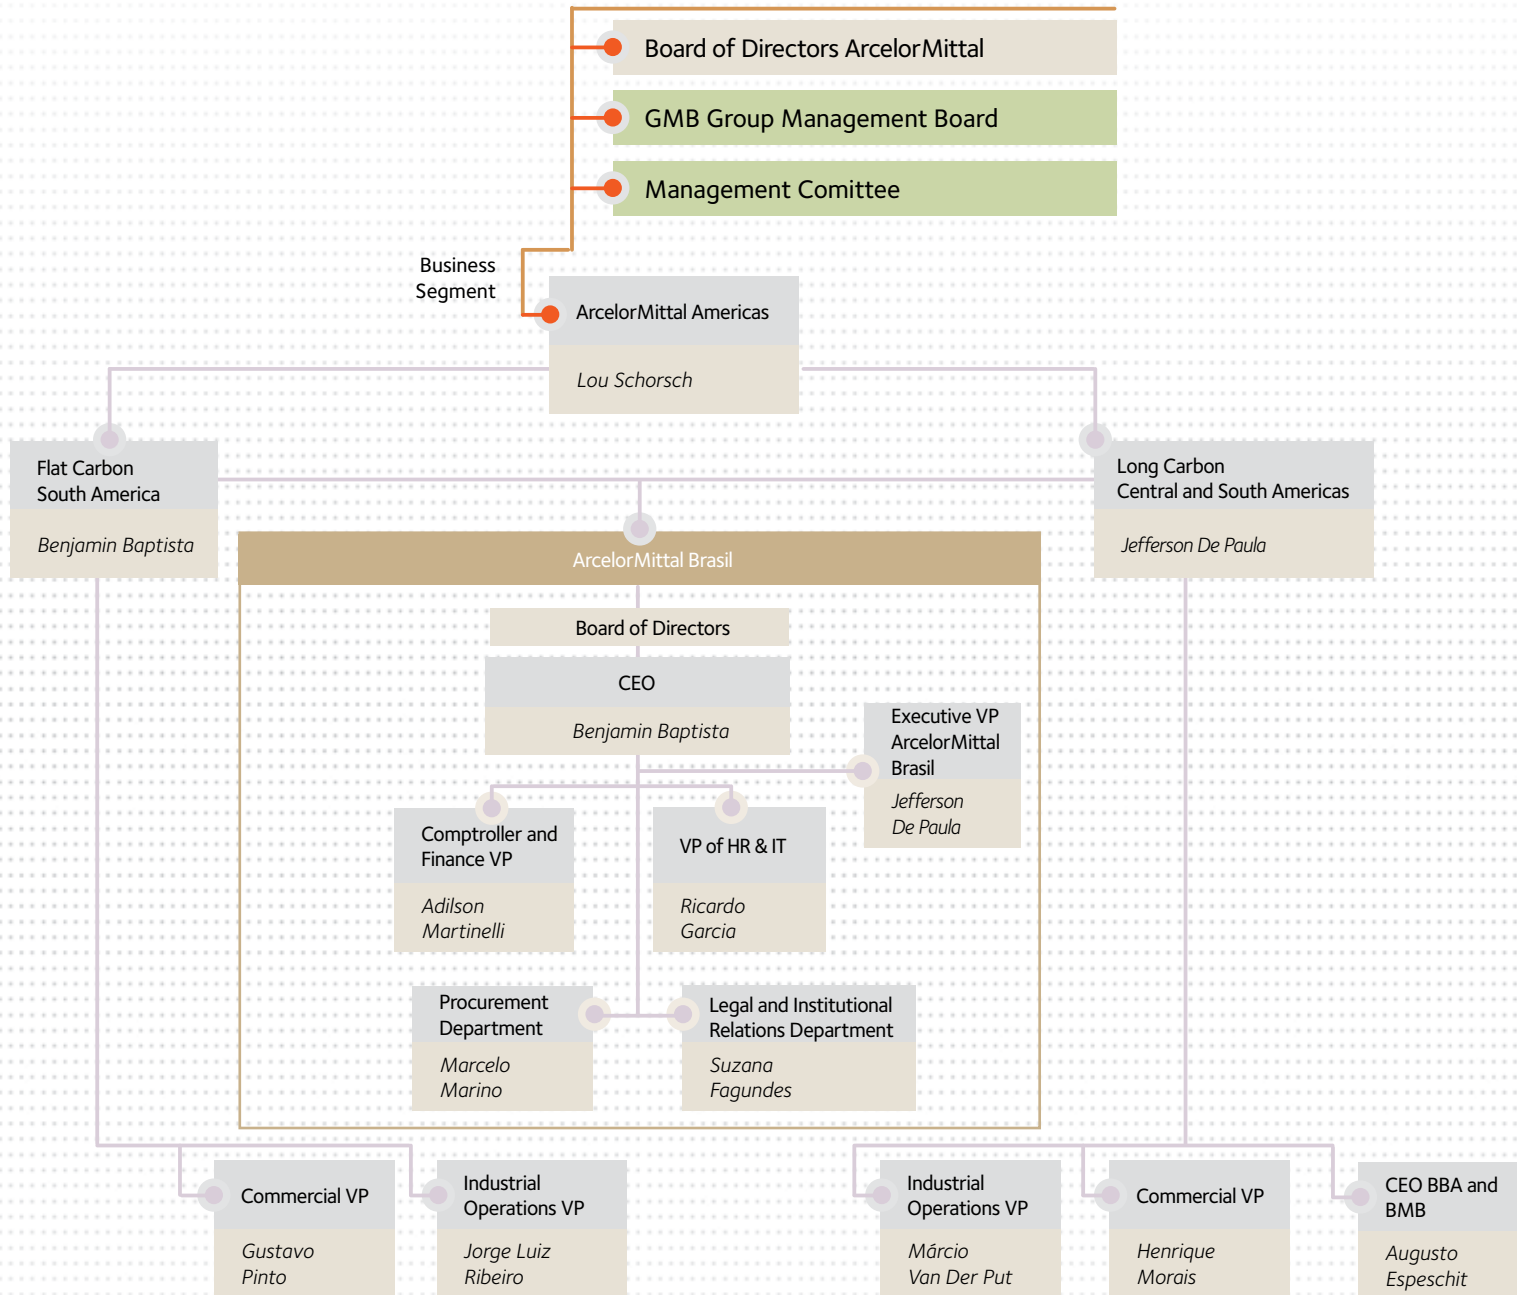 Board of Directors ArcelorMittal
GMB Group Management Board
Management Comittee
Business
Segment
ArcelorMittal Americas
Lou Schorsch
Flat Carbon
South America
Benjamin Baptista
Long Carbon
Central and South Americas
Jefferson De Paula
ArcelorMittal Brasil
Board of Directors
CEO
Benjamin Baptista
Executive VP
ArcelorMittal
Brasil
Jefferson
De Paula
Comptroller and
Finance VP
Adilson
Martinelli
VP of HR & IT
Ricardo
Garcia
Procurement
Department
Marcelo
Marino
Legal and Institutional
Relations Department
Suzana
Fagundes
Commercial VP
Gustavo
Pinto
Industrial
Operations VP
Jorge Luiz
Ribeiro
Industrial
Operations VP
Márcio
Van Der Put
Commercial VP
Henrique
Morais
CEO BBA and
BMB
Augusto
Espeschit